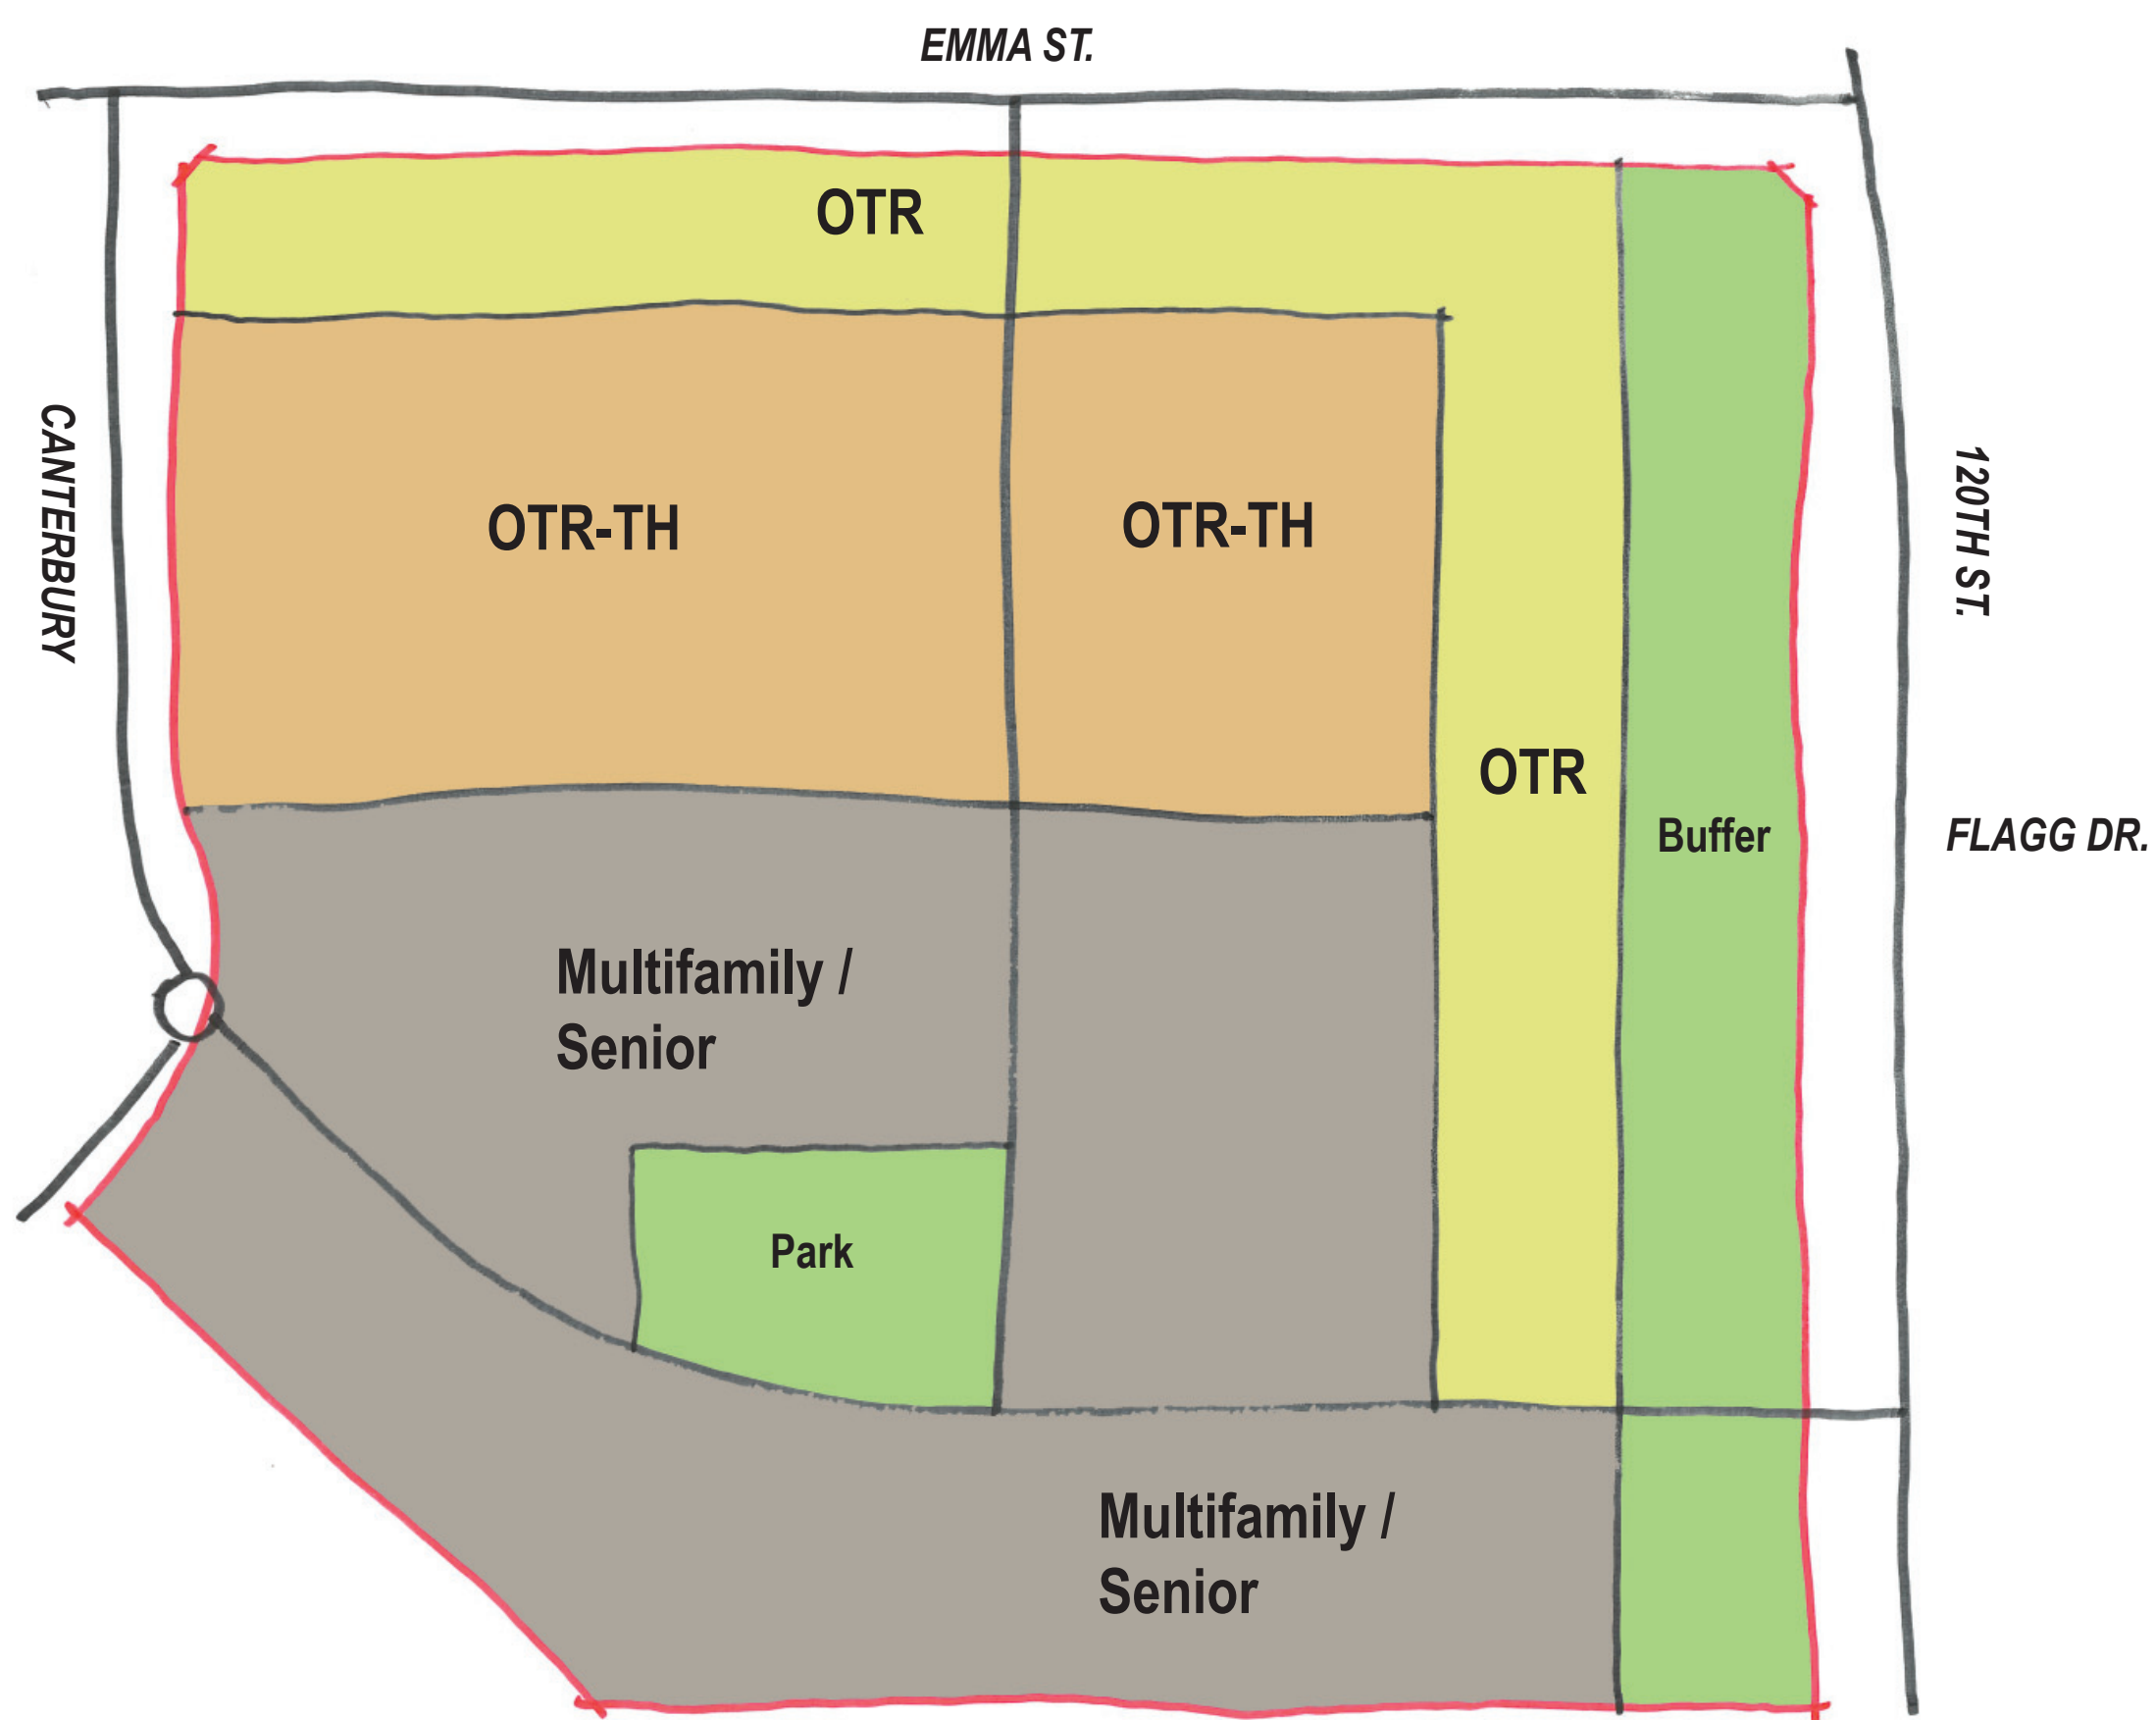 EMMA ST.
OTR
CANTERBURY
OTR-TH
OTR-TH
120TH ST.
OTR
Buffer
FLAGG DR.
Multifamily /
Senior
Park
Multifamily /
Senior